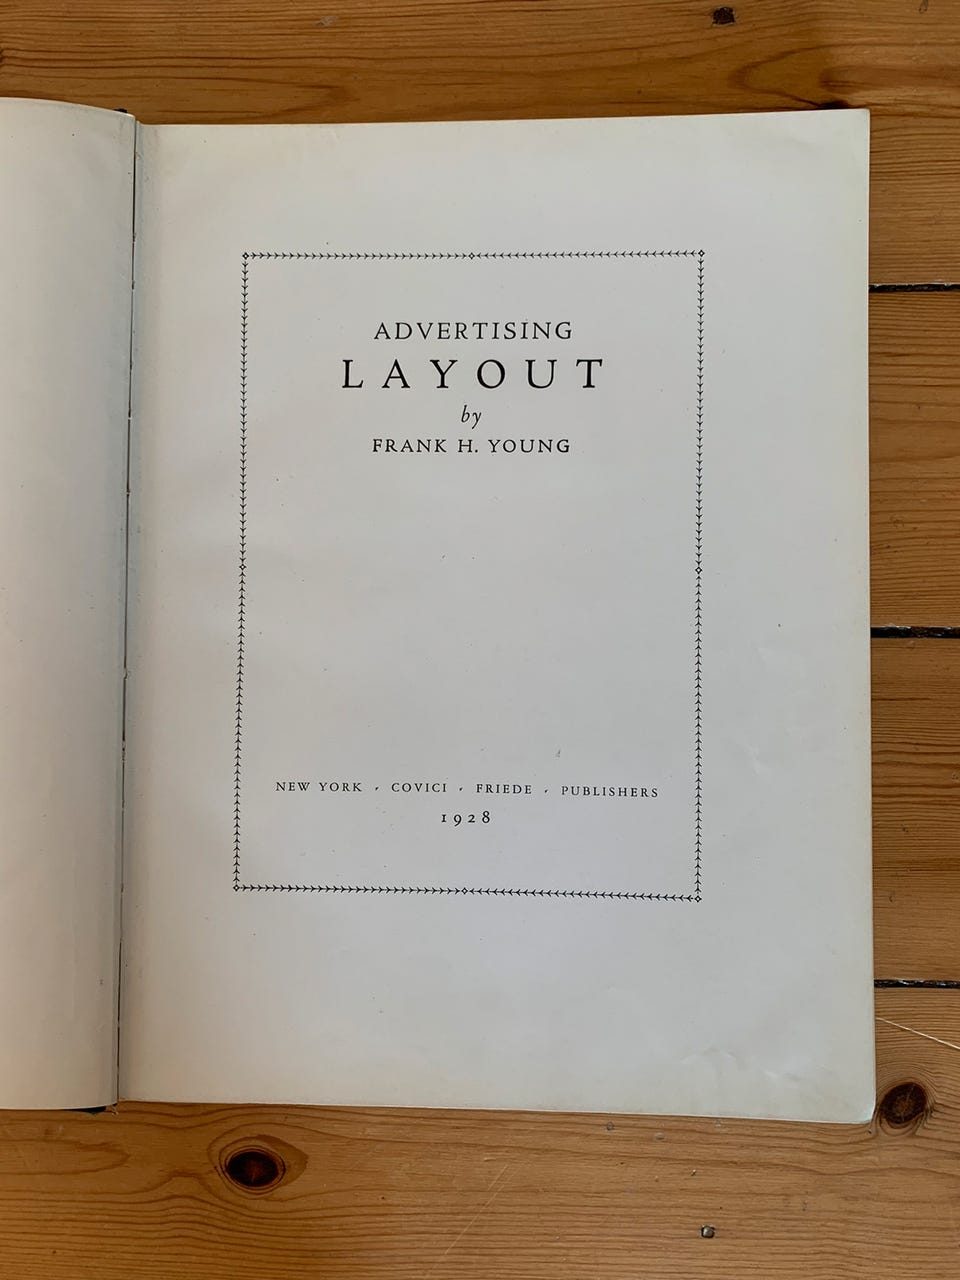 ADVERTISING
LAYOUT
by
FRANK H. YOUNG
NEW YORK · COVICI · FRIEDE · PUBLISHERS
1928